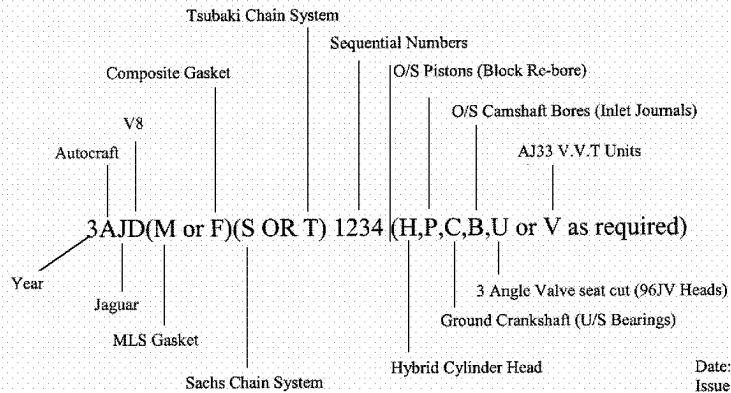 Tsubaki Chain System
Sequential Numbers
Composite Gasket
O/S Pistons (Block Re-bore)
V8
O/S Camshaft Bores (Inlet Journals)
Autocraft
AJ33 V.V.T Units
3AJD(M or F)(S OR T) 1234 (H,P,C,B,U or V as required)
Year
3 Angle Valve seat cut (96JV Heads)
Jaguar
Ground Crankshaft (U/S Bearings)
MLS Gasket
Hybrid Cylinder Head
Sachs Chain System
Date:
Issue